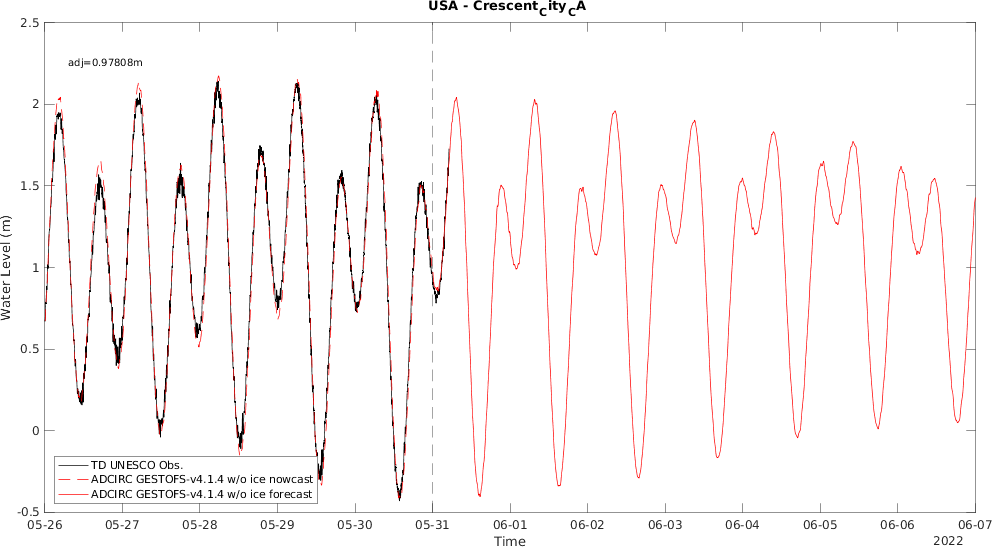 USA - CrescentCityCA
2.5
adj=0.97808m
2
1.5
Water Level (m)
1
0.5
0
TD UNESCO Obs.
ADCIRC GESTOFS-v4.1.4 w/o ice nowcast
ADCIRC GESTOFS-v4.1.4 w/o ice forecast
-0.5
05-26 05-27 05-28 05-29 05-30 05-31 06-01 06-02 06-03 06-04 06-05 06-06 06-07
Time
2022